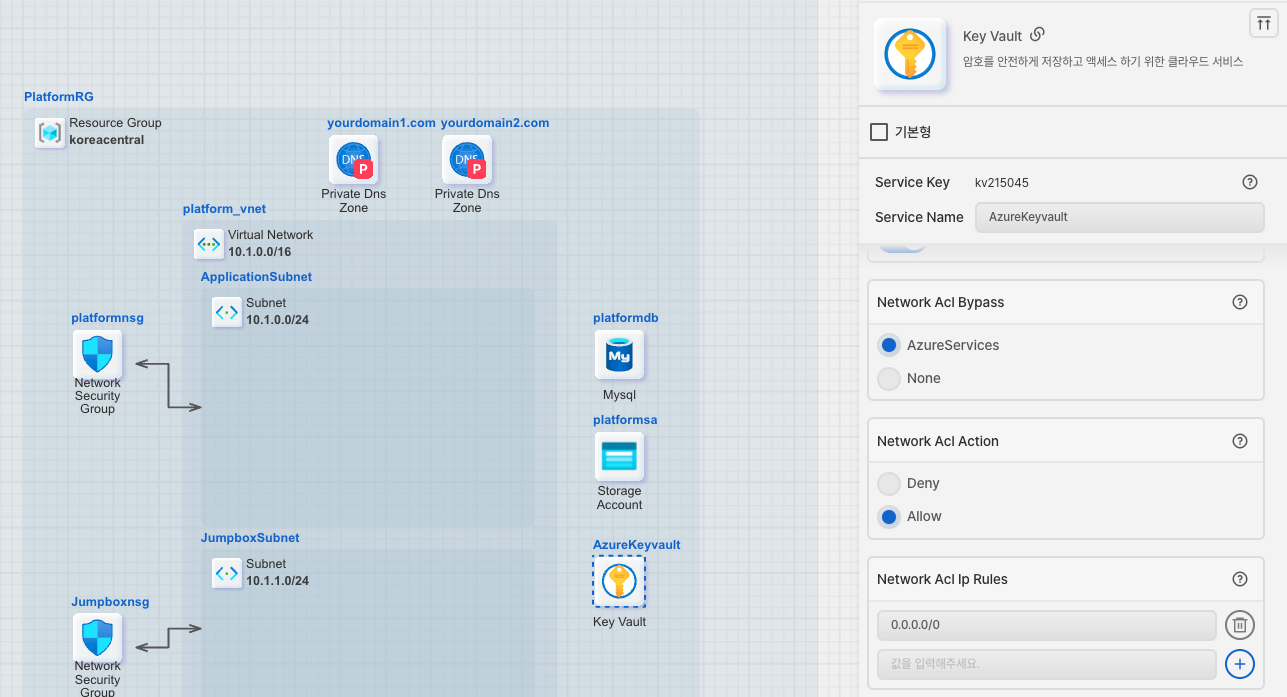 PlatformRG
Resource Group
koreacentral
yourdomain1.com
yourdomain2.com
DNS
P
DNS
P
Private Dns
Zone
Private Dns
Zone
platform_vnet
Virtual Network
10.1.0.0/16
ApplicationSubnet
Subnet
10.1.0.0/24
platformnsg
Network
Security
Group
platformdb
My
Mysql
platformsa
Storage
Account
JumpboxSubnet
Subnet
10.1.1.0/24
AzureKeyvault
Key Vault
Jumpboxnsg
Network
Security
Group
Key Vault
암호를 안전하게 저장하고 액세스 하기 위한 클라우드 서비스
기본형
Service Key kv215045
Service Name AzureKeyvault
Network Acl Bypass
AzureServices
None
Network Acl Action
Deny
Allow
Network Acl Ip Rules
0.0.0.0/0
값을 입력해주세요.